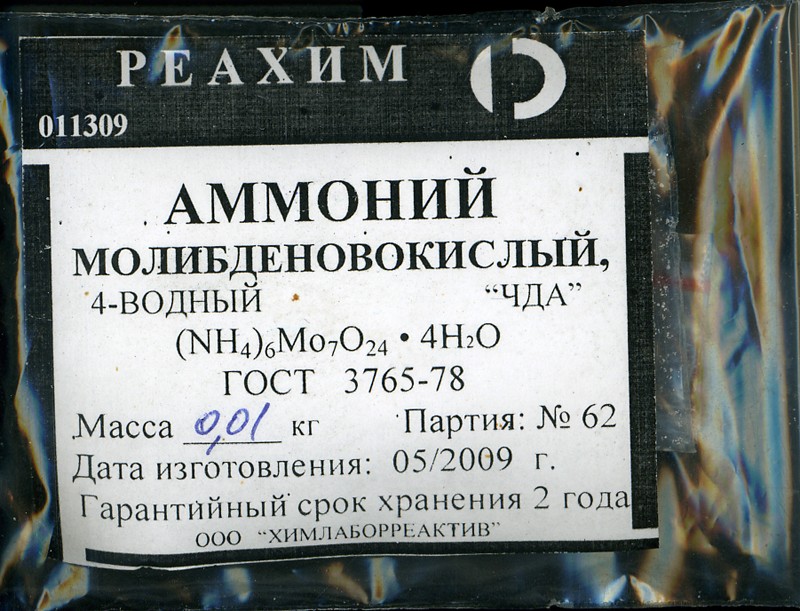 РЕАХИМ
011309
АММОНИЙ
МОЛИБДЕНОВОКИСЛЫЙ,
4-ВОДНЫЙ “ЧДА”
(NH₄)₆Mo₇O₂₄ • 4H₂O
ГОСТ 3765-78
Масса 0,01 кг Партия: № 62
Дата изготовления: 05/2009 г.
Гарантийный срок хранения 2 года
ООО “ХИМЛАБОРРЕАКТИВ”